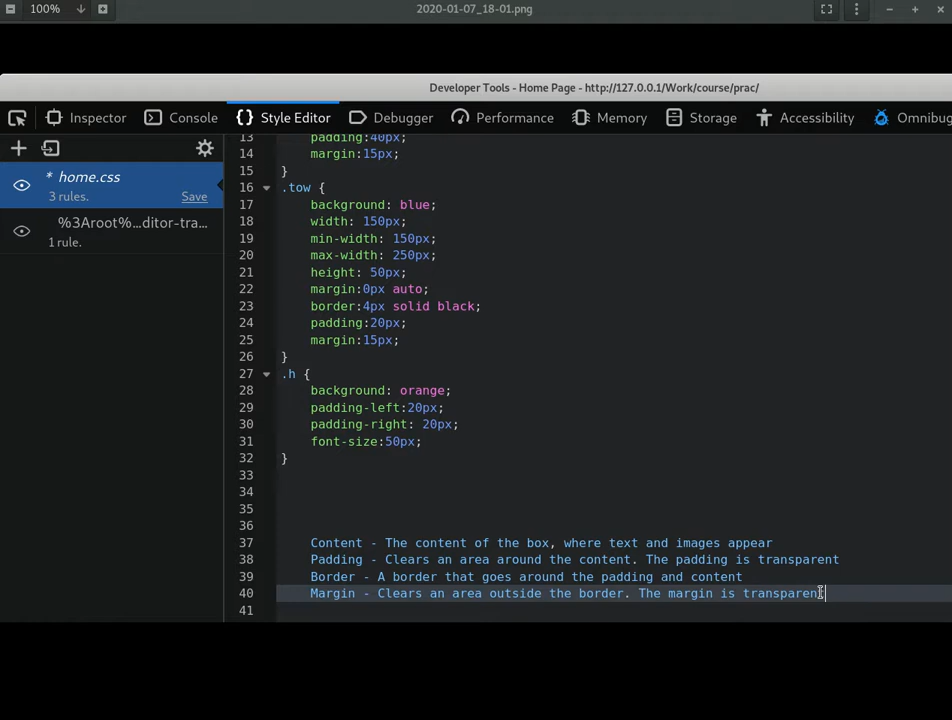 100%
2020-01-07_18-01.png
Developer Tools - Home Page - http://127.0.0.1/Work/course/prac/
Inspector Console Style Editor Debugger Performance Memory Storage Accessibility Omnibug
* home.css
3 rules. Save
%3Aroot%...ditor-tra...
1 rule.
13 padding:40px;
14 margin:15px;
15 }
16 .tow {
17 background: blue;
18 width: 150px;
19 min-width: 150px;
20 max-width: 250px;
21 height: 50px;
22 margin:0px auto;
23 border:4px solid black;
24 padding:20px;
25 margin:15px;
26 }
27 .h {
28 background: orange;
29 padding-left:20px;
30 padding-right: 20px;
31 font-size:50px;
32 }
33
34
35
36
37 Content - The content of the box, where text and images appear
38 Padding - Clears an area around the content. The padding is transparent
39 Border - A border that goes around the padding and content
40 Margin - Clears an area outside the border. The margin is transparent
41